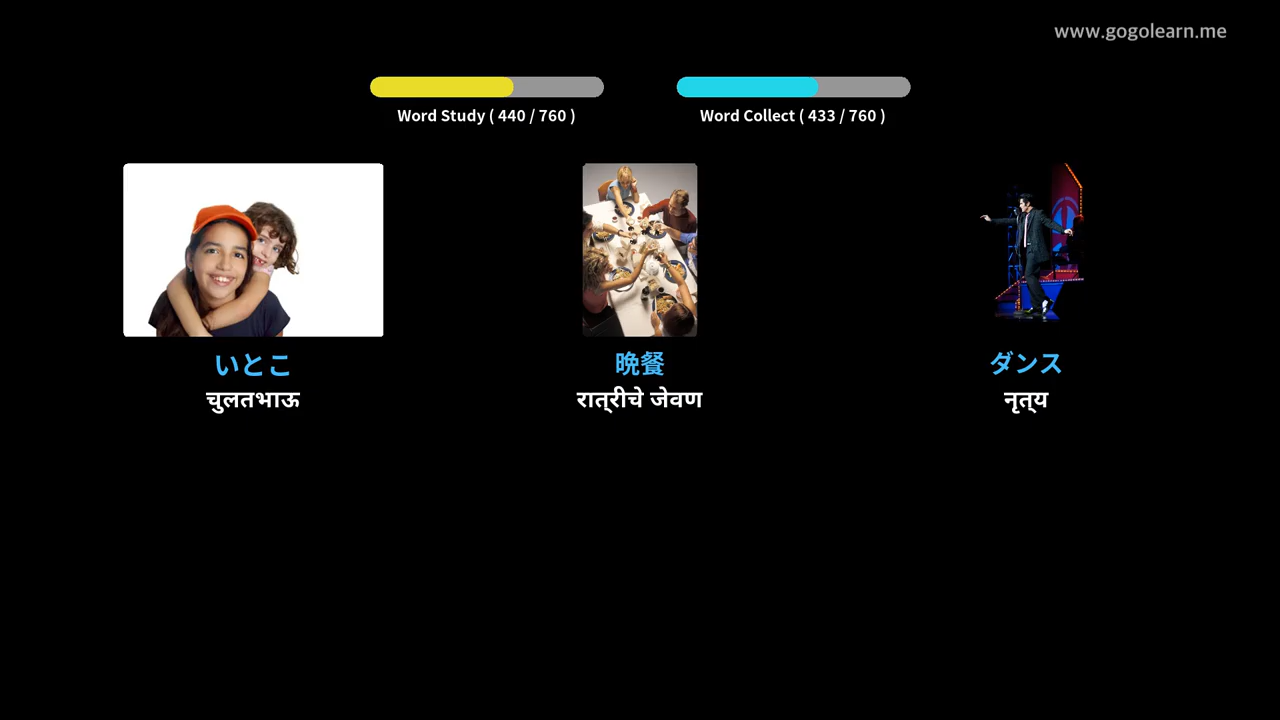 www.gogolearn.me
Word Study ( 440 / 760 )
Word Collect ( 433 / 760 )
いとこ
晩餐
ダンス
चुलतभाऊ
रात्रीचे जेवण
नृत्य